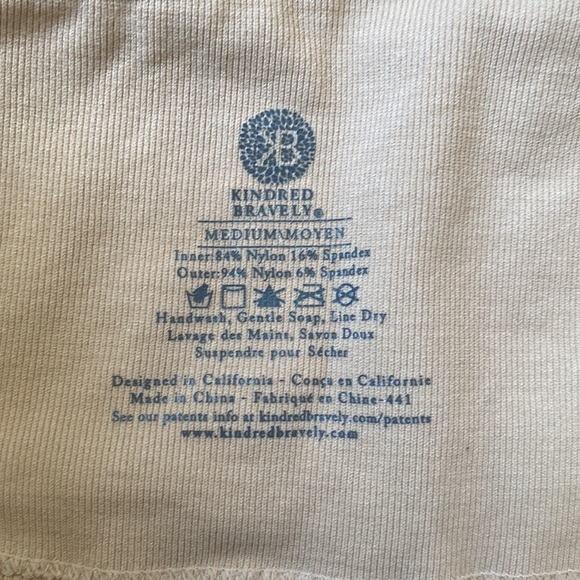 KB
KINDRED
BRAVELY®
MEDIUM\MOYEN
Inner:84% Nylon 16% Spandex
Outer:94% Nylon 6% Spandex
Handwash, Gentle Soap, Line Dry
Lavage des Mains, Savon Doux
Suspendre pour Sécher
Designed in California - Conçu en Californie
Made in China - Fabriqué en Chine-441
See our patents info at kindredbravely.com/patents
www.kindredbravely.com